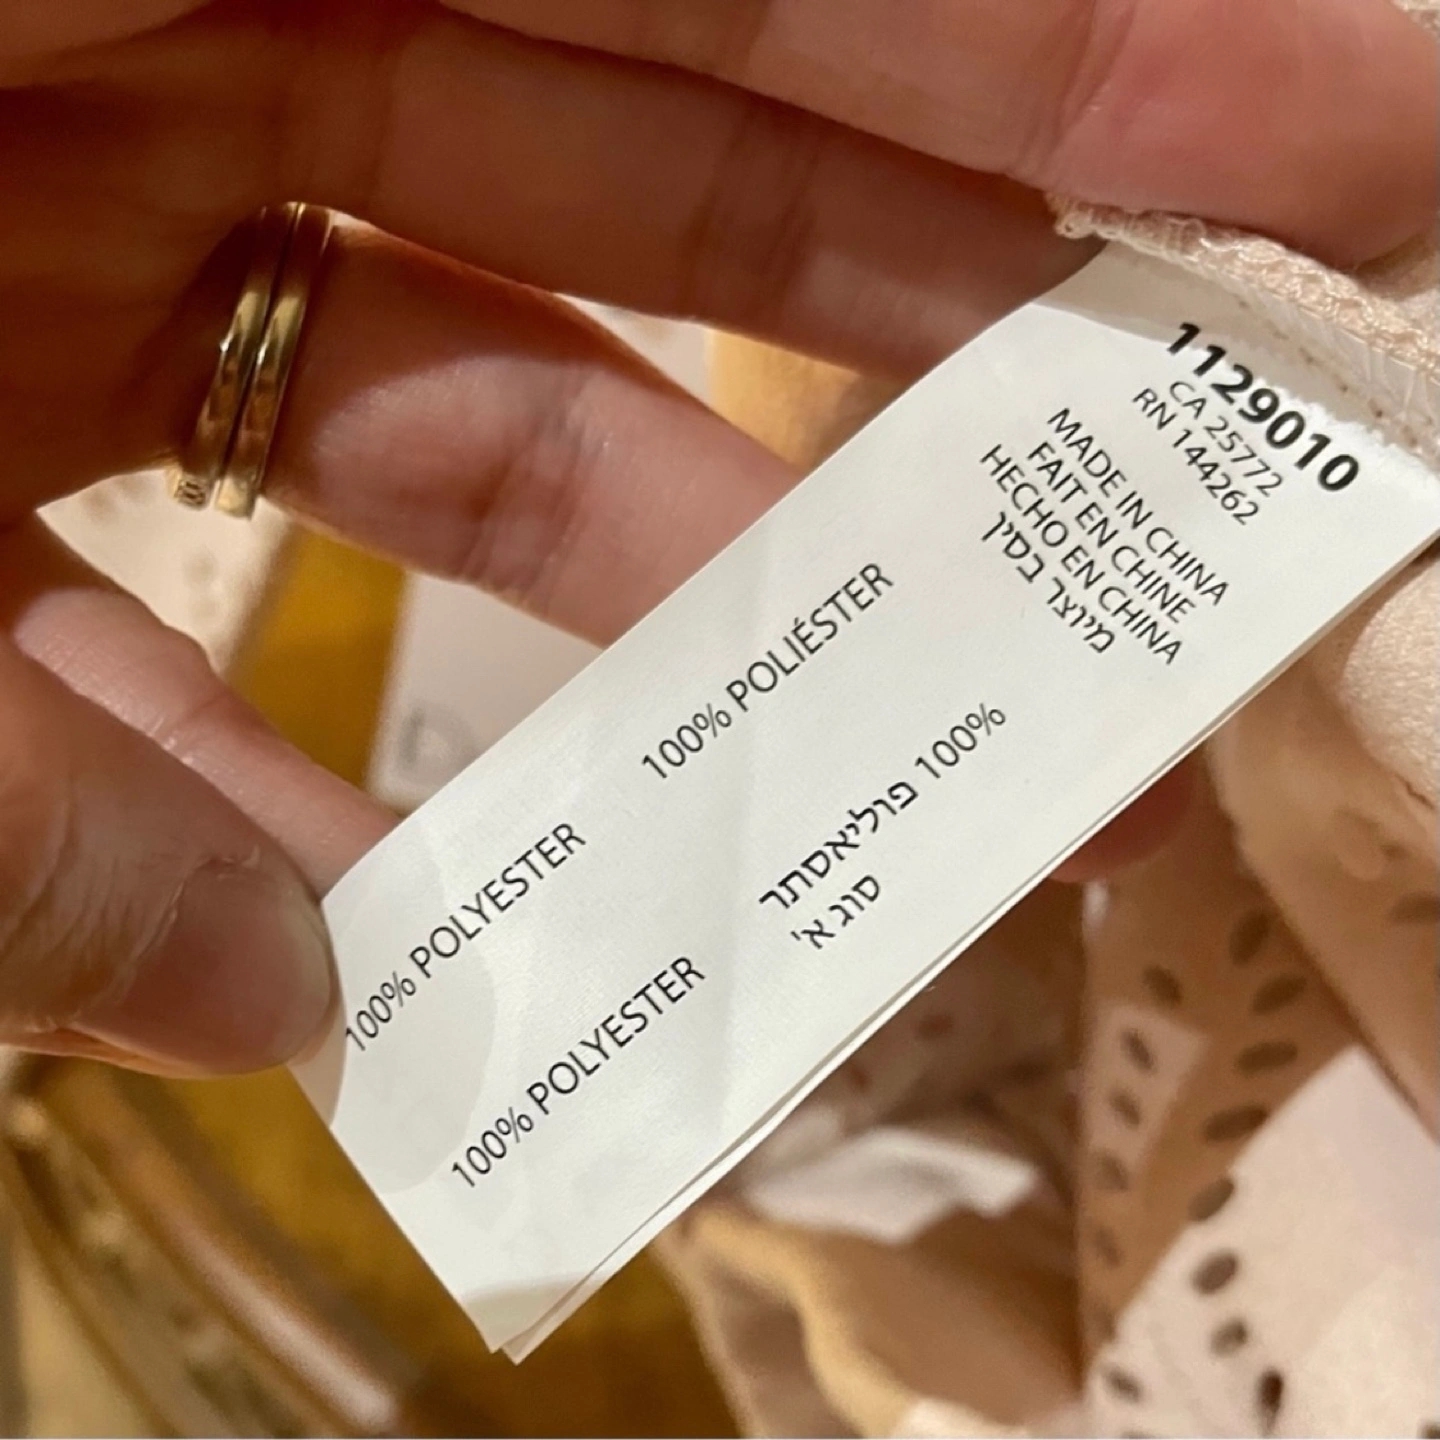 1129010
CA 25772
RN 144262
MADE IN CHINA
FAIT EN CHINE
HECHO EN CHINA
מיוצר בסין
100% POLYESTER
100% POLIÉSTER
100% POLYESTER
100% פוליאסתר
סוג א'